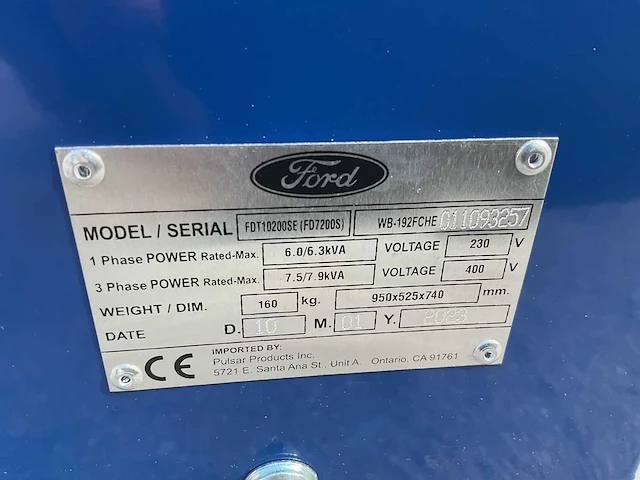 Ford
MODEL / SERIAL FDT10200SE (FD7200S) WB-192FCHE 011093257
1 Phase POWER Rated-Max. 6.0/6.3kVA VOLTAGE 230 V
3 Phase POWER Rated-Max. 7.5/7.9kVA VOLTAGE 400 V
WEIGHT / DIM. 160 kg. 950x525x740 mm.
DATE D. 10 M. 01 Y. 2023
CE IMPORTED BY:
Pulsar Products Inc.
5721 E. Santa Ana St., Unit A. Ontario, CA 91761